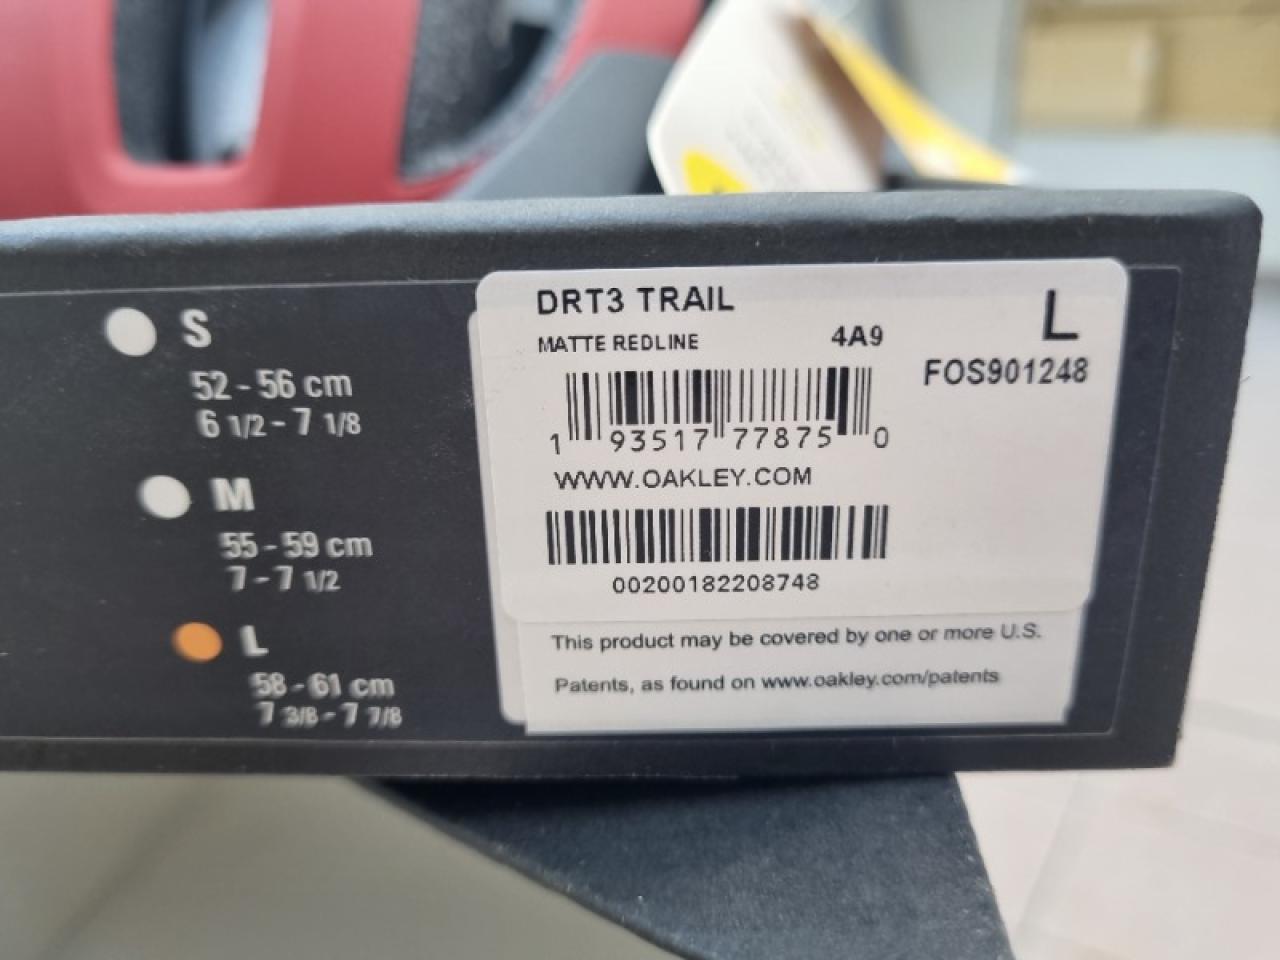 S
52 - 56 cm
6 1/2 - 7 1/8
M
55 - 59 cm
7 - 7 1/2
L
58 - 61 cm
7 3/8 - 7 7/8
DRT3 TRAIL
MATTE REDLINE 4A9
L
FOS901248
1 93517 77875 0
WWW.OAKLEY.COM
00200182208748
This product may be covered by one or more U.S.
Patents, as found on www.oakley.com/patents